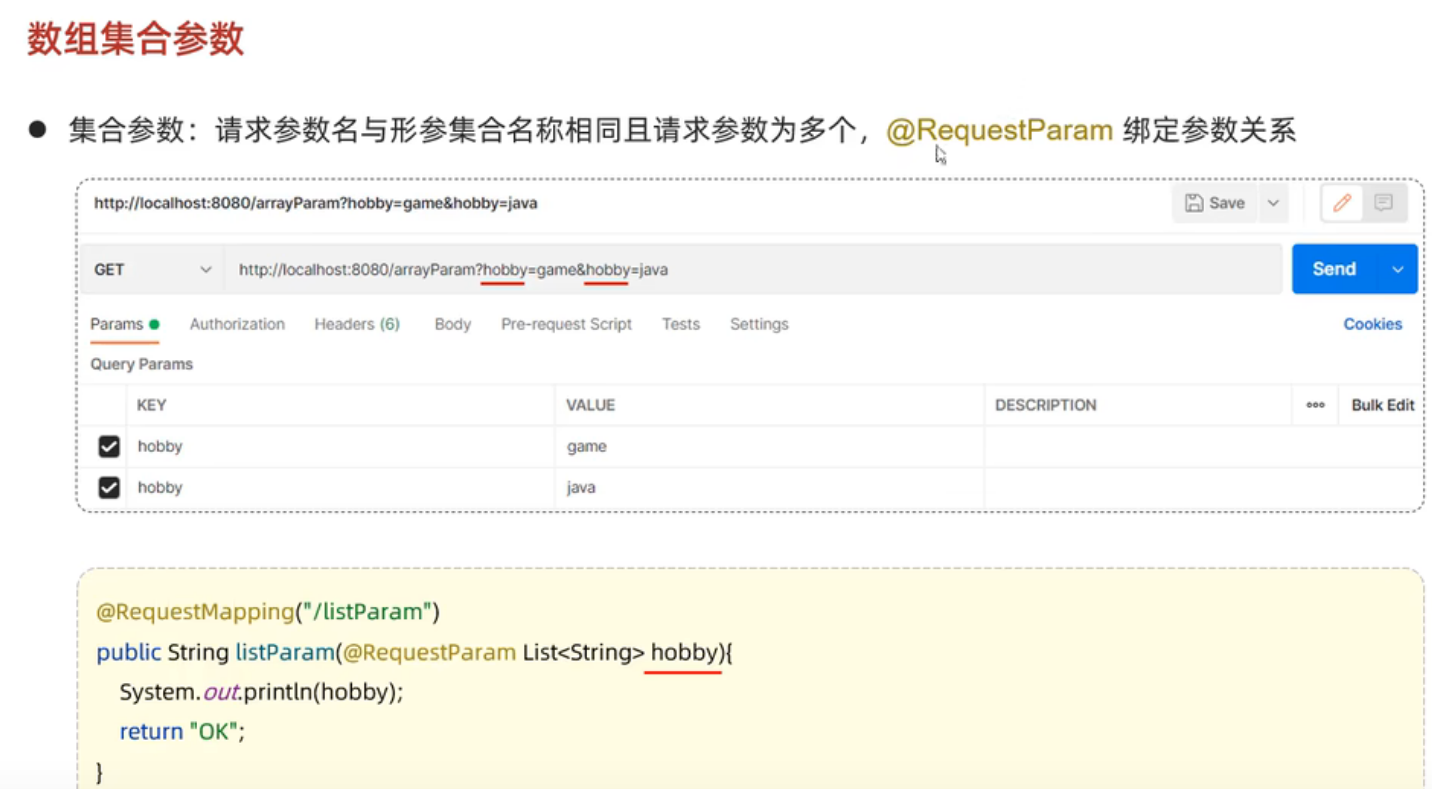 数组集合参数
● 集合参数：请求参数名与形参集合名称相同且请求参数为多个，@RequestParam 绑定参数关系
http://localhost:8080/arrayParam?hobby=game&hobby=java
Save
GET
http://localhost:8080/arrayParam?hobby=game&hobby=java
Send
Params Authorization Headers (6) Body Pre-request Script Tests Settings Cookies
Query Params
KEY VALUE DESCRIPTION ooo Bulk Edit
hobby game
hobby java
@RequestMapping("/listParam")
public String listParam(@RequestParam List<String> hobby){
System.out.println(hobby);
return "OK";
}